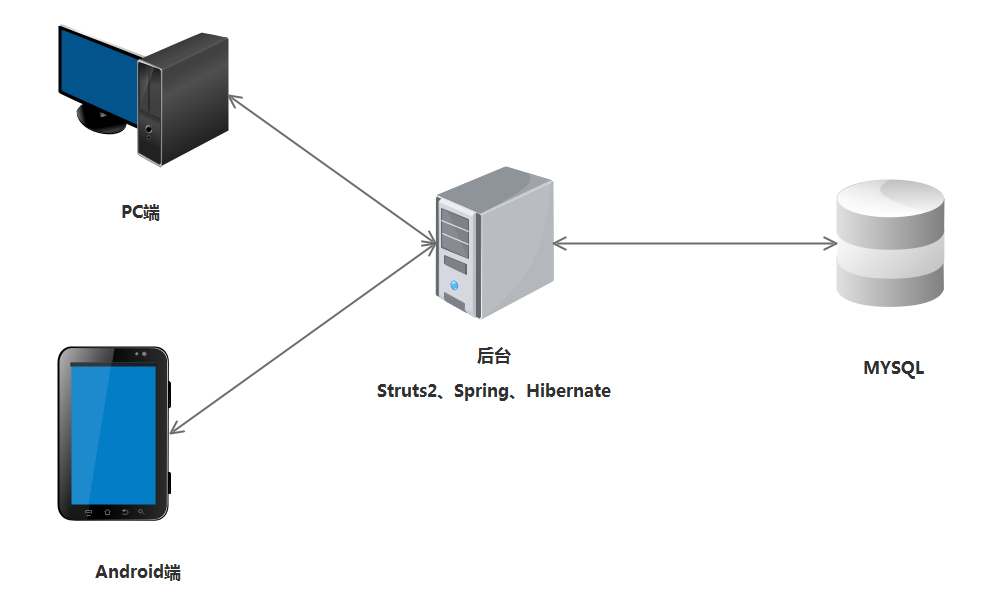 PC端
后台
Struts2、Spring、Hibernate
MYSQL
Android端